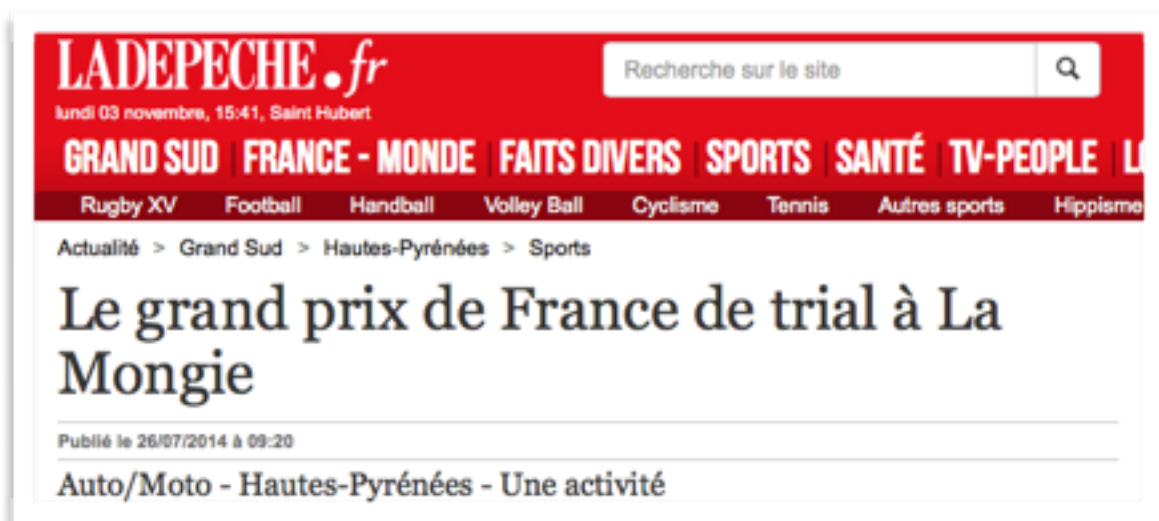 LADEPECHE.fr
Recherche sur le site
lundi 03 novembre, 15:41, Saint Hubert
GRAND SUD | FRANCE - MONDE | FAITS DIVERS | SPORTS | SANTÉ | TV-PEOPLE |
Rugby XV Football Handball Volley Ball Cyclisme Tennis Autres sports Hippisme
Actualité > Grand Sud > Hautes-Pyrénées > Sports
Le grand prix de France de trial à La
Mongie
Publié le 26/07/2014 à 09:20
Auto/Moto - Hautes-Pyrénées - Une activité